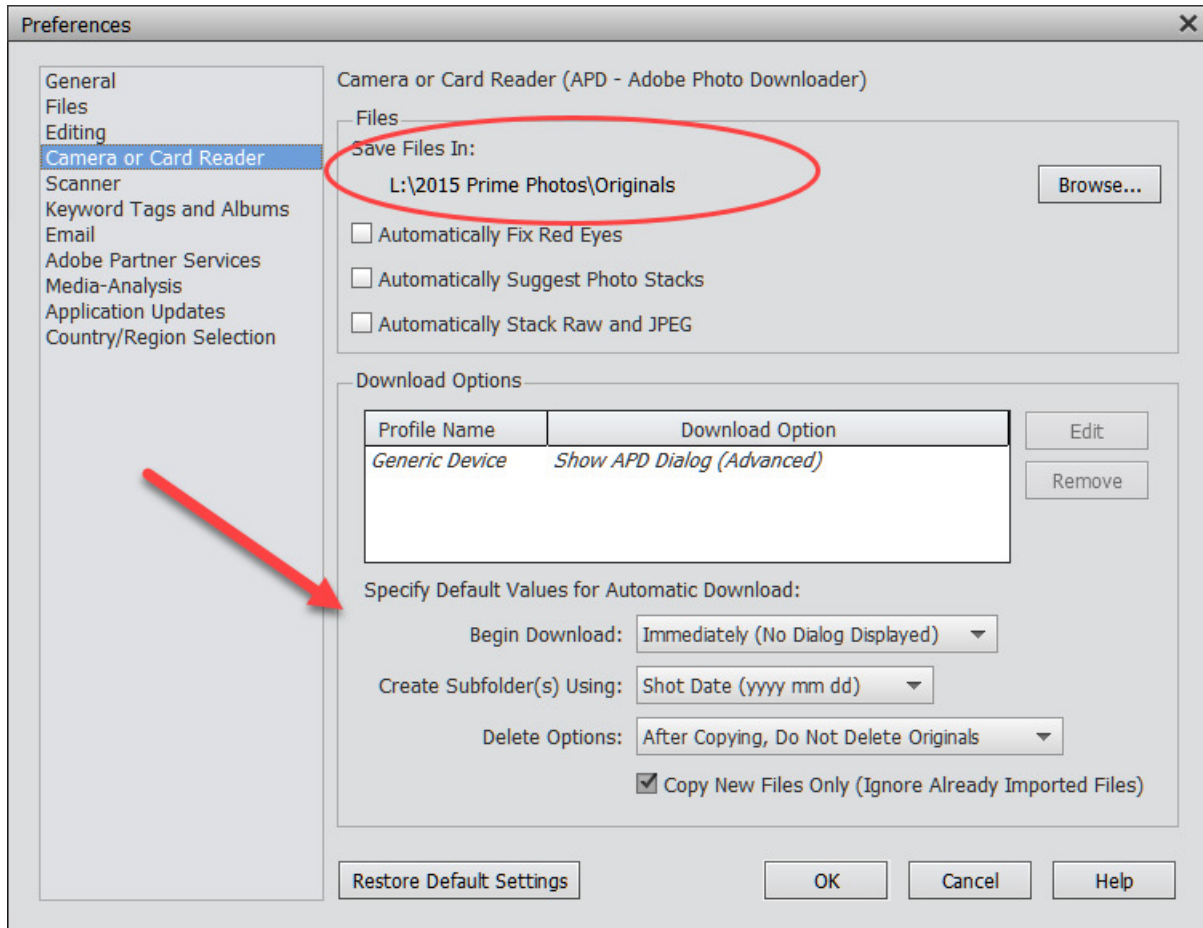 Preferences
General
Files
Editing
Camera or Card Reader
Scanner
Keyword Tags and Albums
Email
Adobe Partner Services
Media-Analysis
Application Updates
Country/Region Selection
Camera or Card Reader (APD - Adobe Photo Downloader)
Files
Save Files In:
L:\2015 Prime Photos\Originals
Browse...
Automatically Fix Red Eyes
Automatically Suggest Photo Stacks
Automatically Stack Raw and JPEG
Download Options
Profile Name Download Option
Generic Device Show APD Dialog (Advanced)
Edit
Remove
Specify Default Values for Automatic Download:
Begin Download: Immediately (No Dialog Displayed)
Create Subfolder(s) Using: Shot Date (yyyy mm dd)
Delete Options: After Copying, Do Not Delete Originals
Copy New Files Only (Ignore Already Imported Files)
Restore Default Settings OK Cancel Help